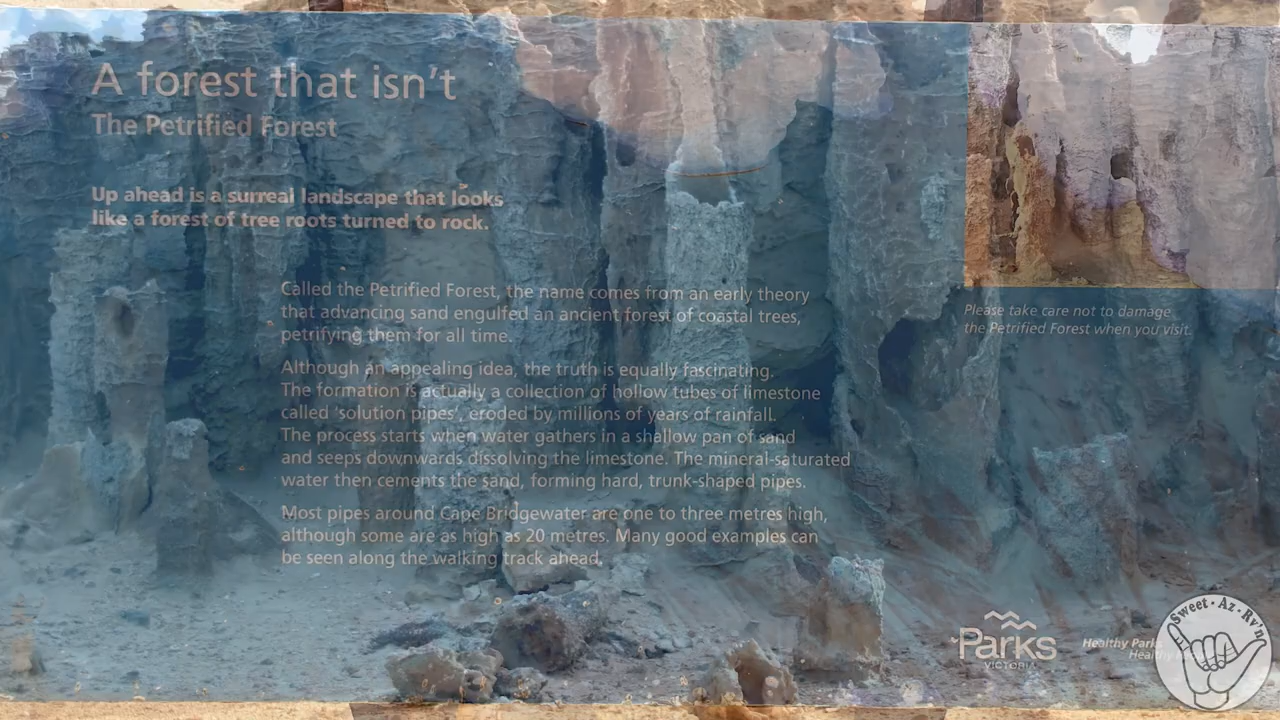 A forest that isn't
The Petrified Forest
Up ahead is a surreal landscape that looks
like a forest of tree roots turned to rock.
Called the Petrified Forest, the name comes from an early theory
that advancing sand engulfed an ancient forest of coastal trees,
petrifying them for all time.
Although an appealing idea, the truth is equally fascinating.
The formation is actually a collection of hollow tubes of limestone
called 'solution pipes', eroded by millions of years of rainfall.
The process starts when water gathers in a shallow pan of sand
and seeps downwards dissolving the limestone. The mineral-saturated
water then cements the sand, forming hard, trunk-shaped pipes.
Most pipes around Cape Bridgewater are one to three metres high,
although some are as high as 20 metres. Many good examples can
be seen along the walking track ahead.
Please take care not to damage
the Petrified Forest when you visit.
Parks
VICTORIA
Healthy Parks
Healthy
Sweet · Az · Rv'n